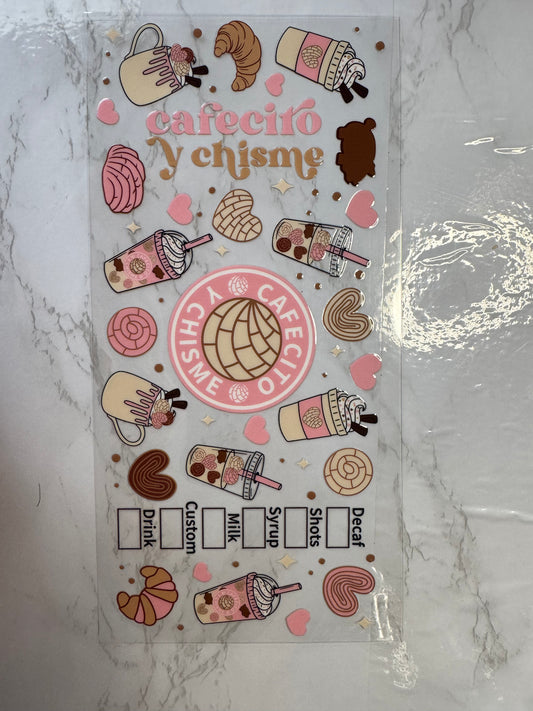 cafecito
y chisme
CAFECITO
Y CHISME
Decaf
Shots
Syrup
Milk
Custom
Drink